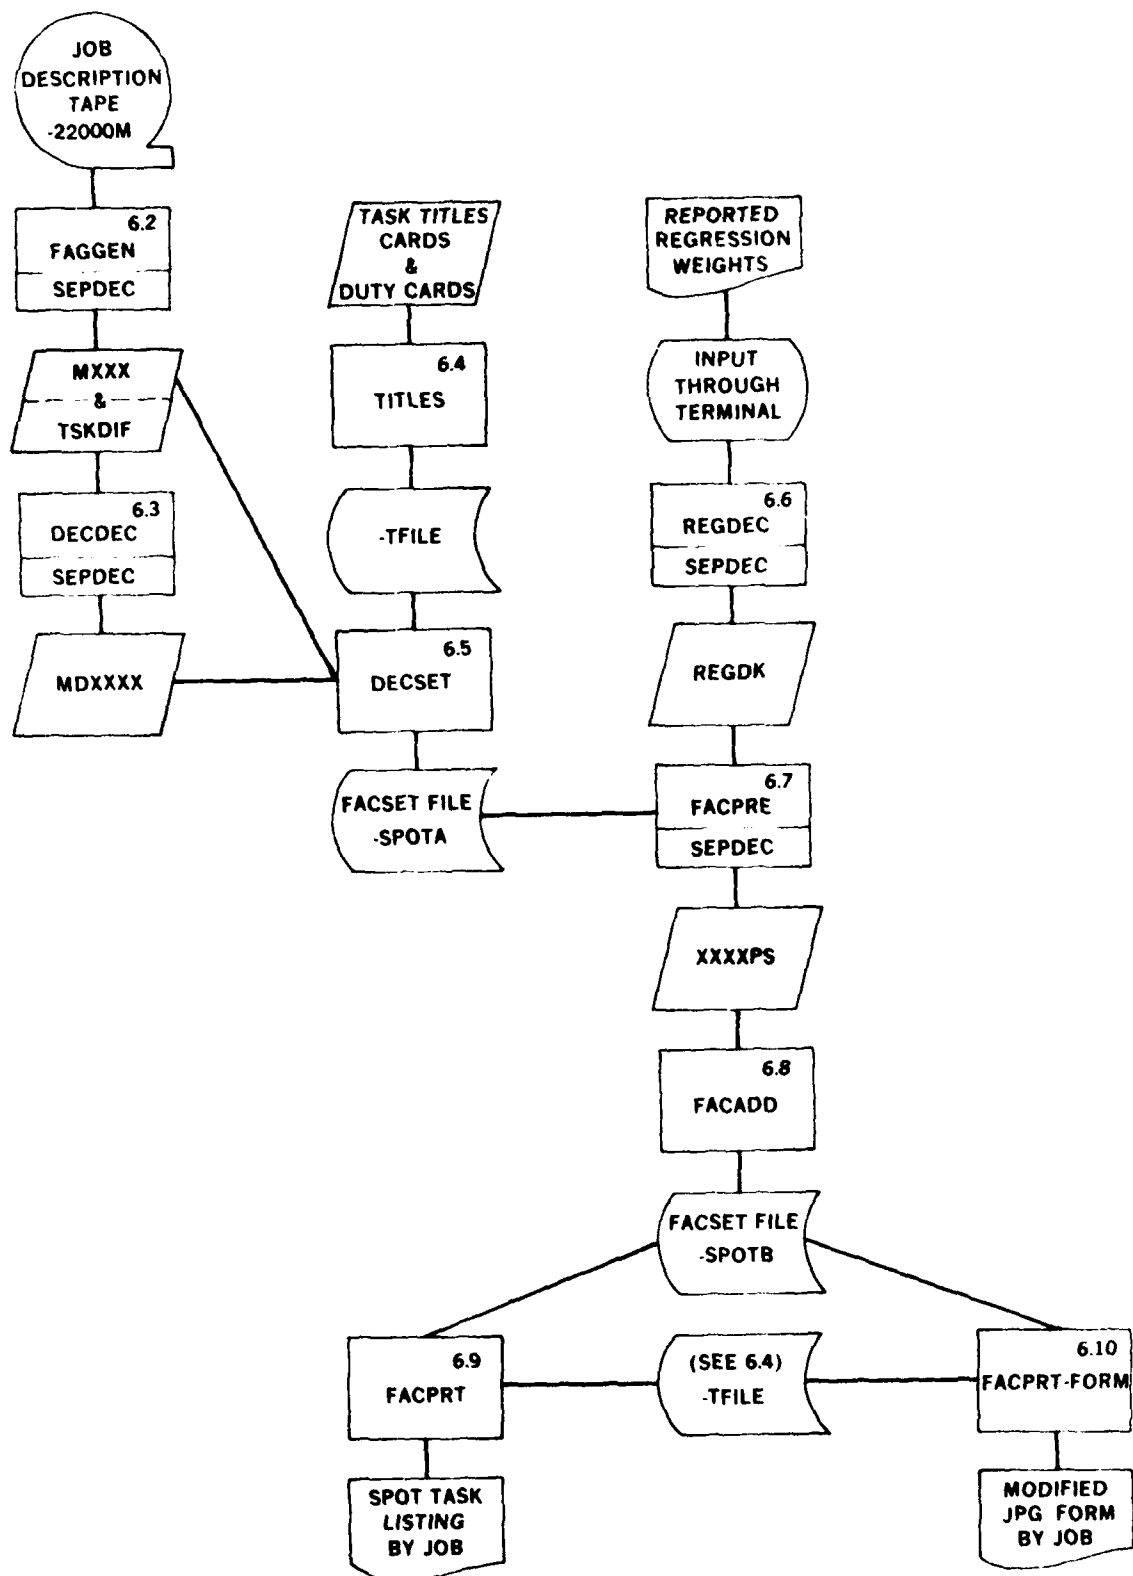 JOB
DESCRIPTION
TAPE
-22000M
6.2
FAGGEN
SEPDEC
MXXX
&
TSKDIF
6.3
DECDEC
SEPDEC
MDXXXX
TASK TITLES
CARDS
&
DUTY CARDS
6.4
TITLES
-TFILE
6.5
DECSET
FACSET FILE
-SPOTA
REPORTED
REGRESSION
WEIGHTS
INPUT
THROUGH
TERMINAL
6.6
REGDEC
SEPDEC
REGDK
6.7
FACPRE
SEPDEC
XXXXPS
6.8
FACADD
FACSET FILE
-SPOTB
6.9
FACPRT
(SEE 6.4)
-TFILE
6.10
FACPRT-FORM
SPOT TASK
LISTING
BY JOB
MODIFIED
JPG FORM
BY JOB